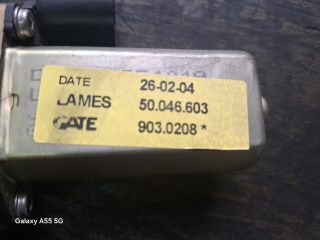 DATE 26-02-04
LAMES 50.046.603
GATE 903.0208 *
Galaxy A55 5G